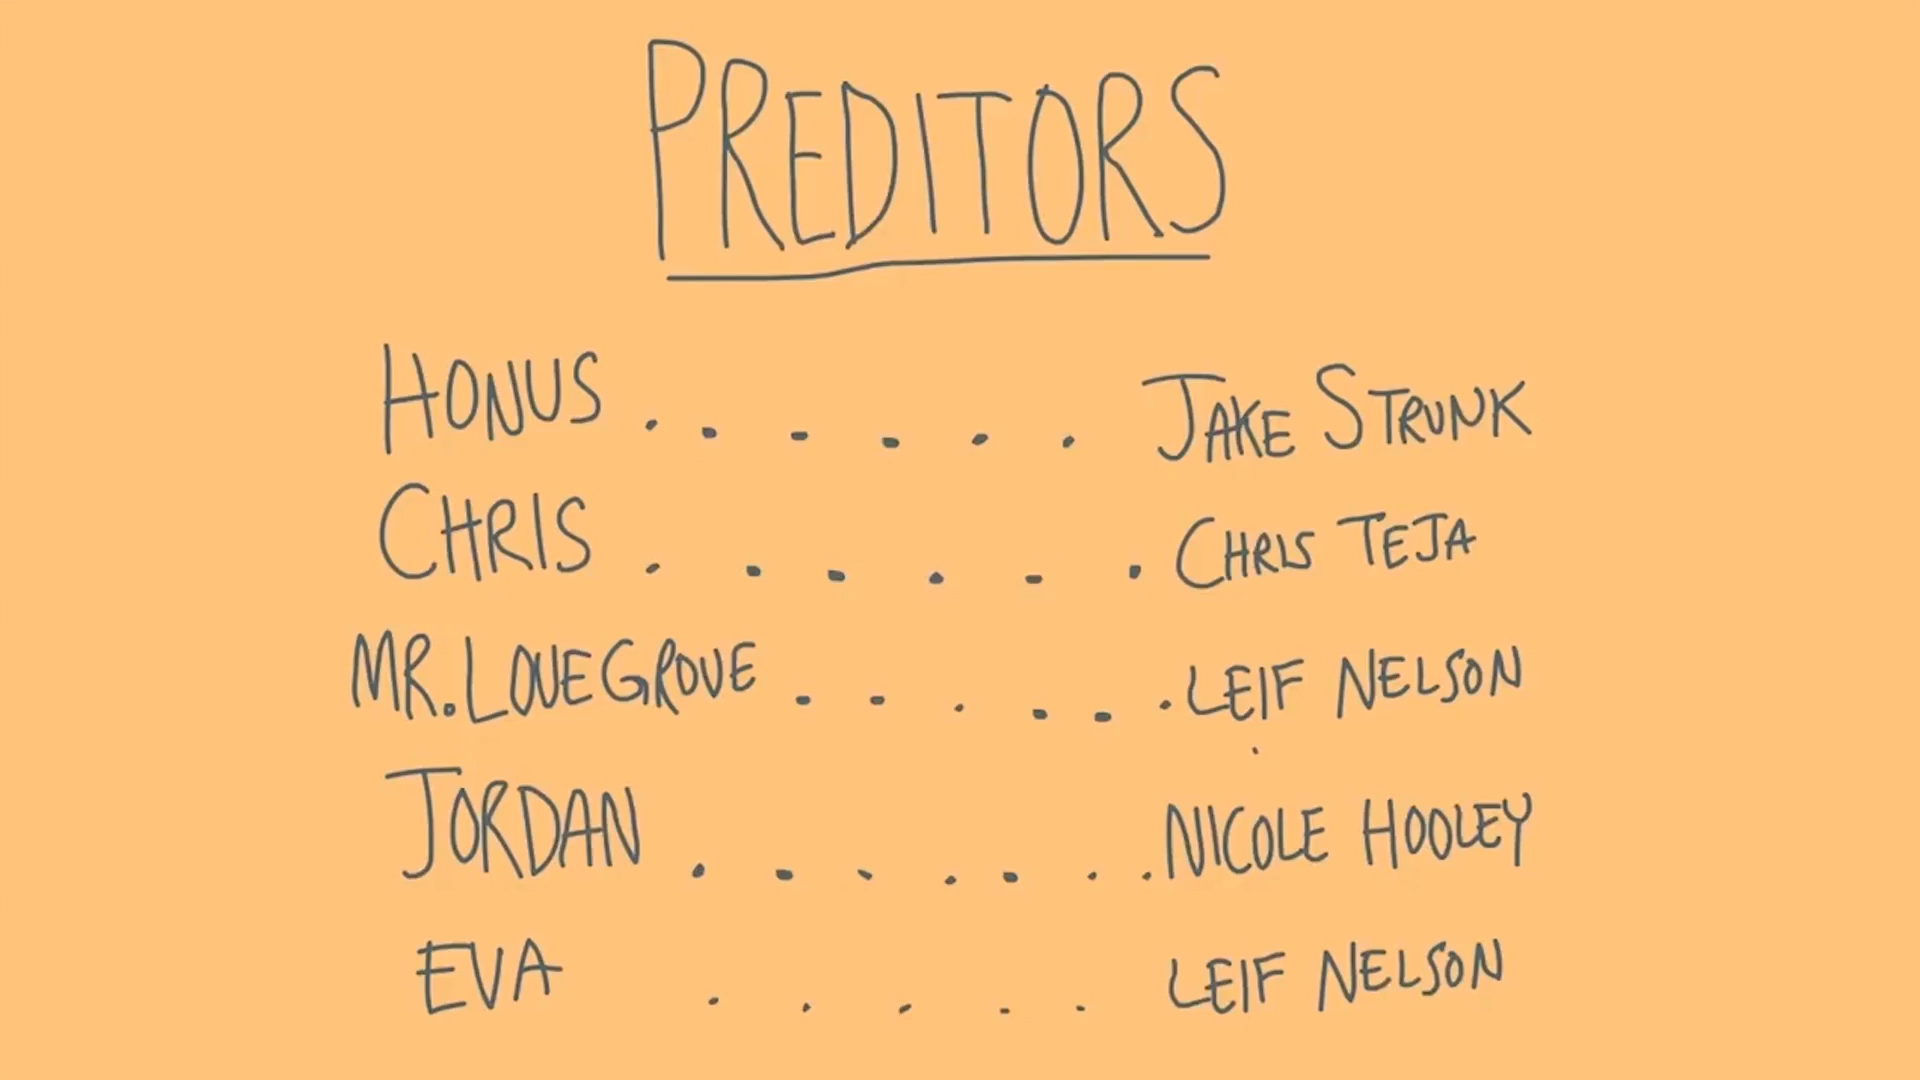 PREDITORS
HONUS . . . . . . JAKE STRUNK
CHRIS . . . . . . CHRIS TEJA
MR. LOVEGROVE . . . . . . LEIF NELSON
JORDAN . . . . . . . NICOLE HOOLEY
EVA . . . . . LEIF NELSON